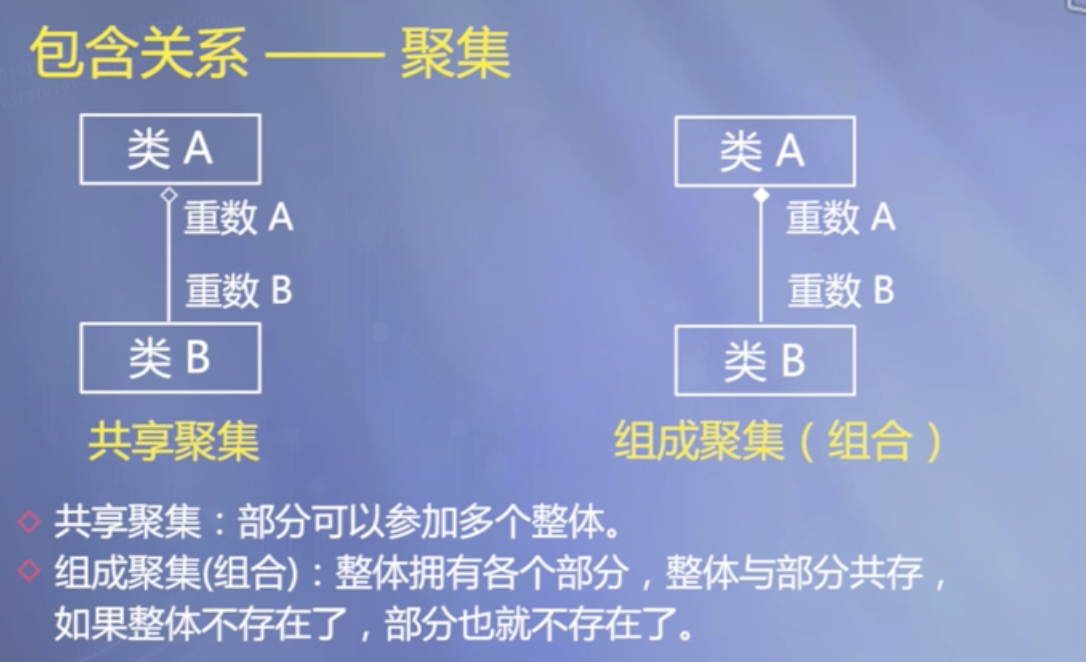 包含关系 —— 聚集
类 A
类 A
重数 A
重数 A
重数 B
重数 B
类 B
类 B
共享聚集
组成聚集（组合）
共享聚集：部分可以参加多个整体。
组成聚集(组合)：整体拥有各个部分，整体与部分共存，
如果整体不存在了，部分也就不存在了。